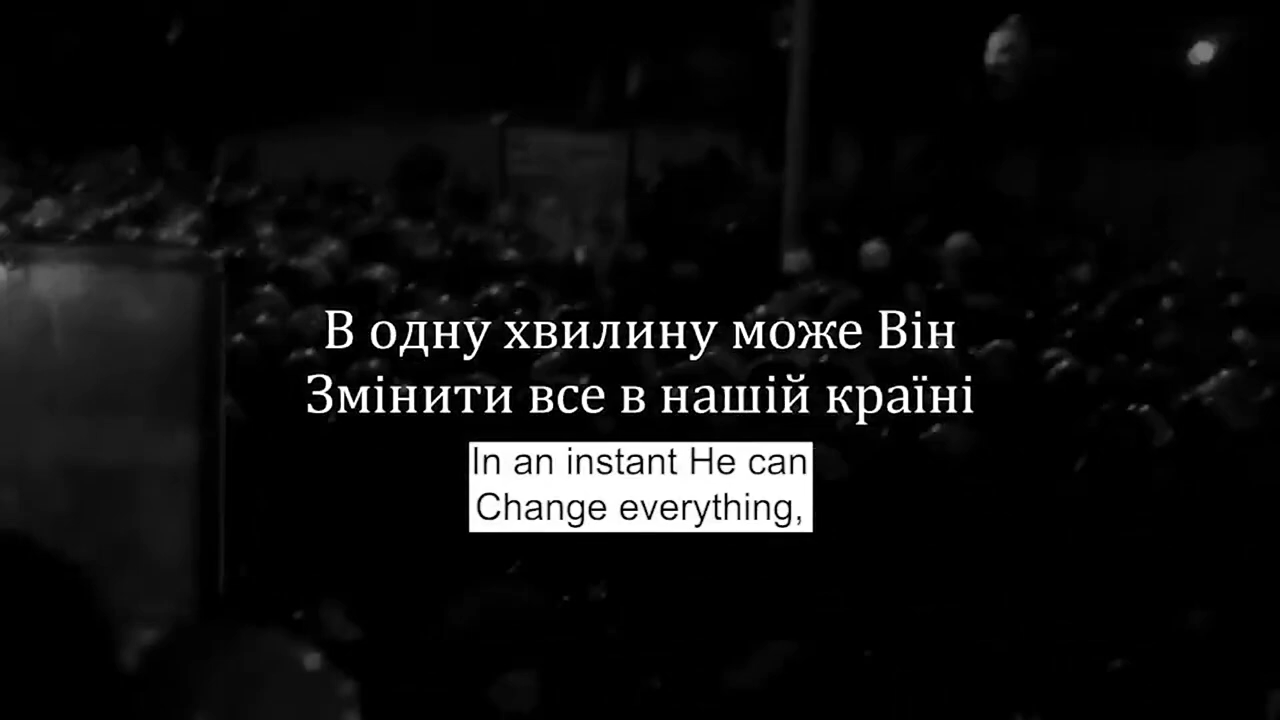 В одну хвилину може Він
Змінити все в нашій країні
In an instant He can
Change everything,